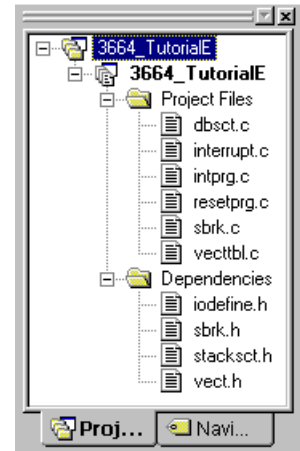 3664_TutorialE
3664_TutorialE
Project Files
dbsct.c
interrupt.c
intprg.c
resetprg.c
sbrk.c
vecttbl.c
Dependencies
iodefine.h
sbrk.h
stacksct.h
vect.h
Proj... Navi...